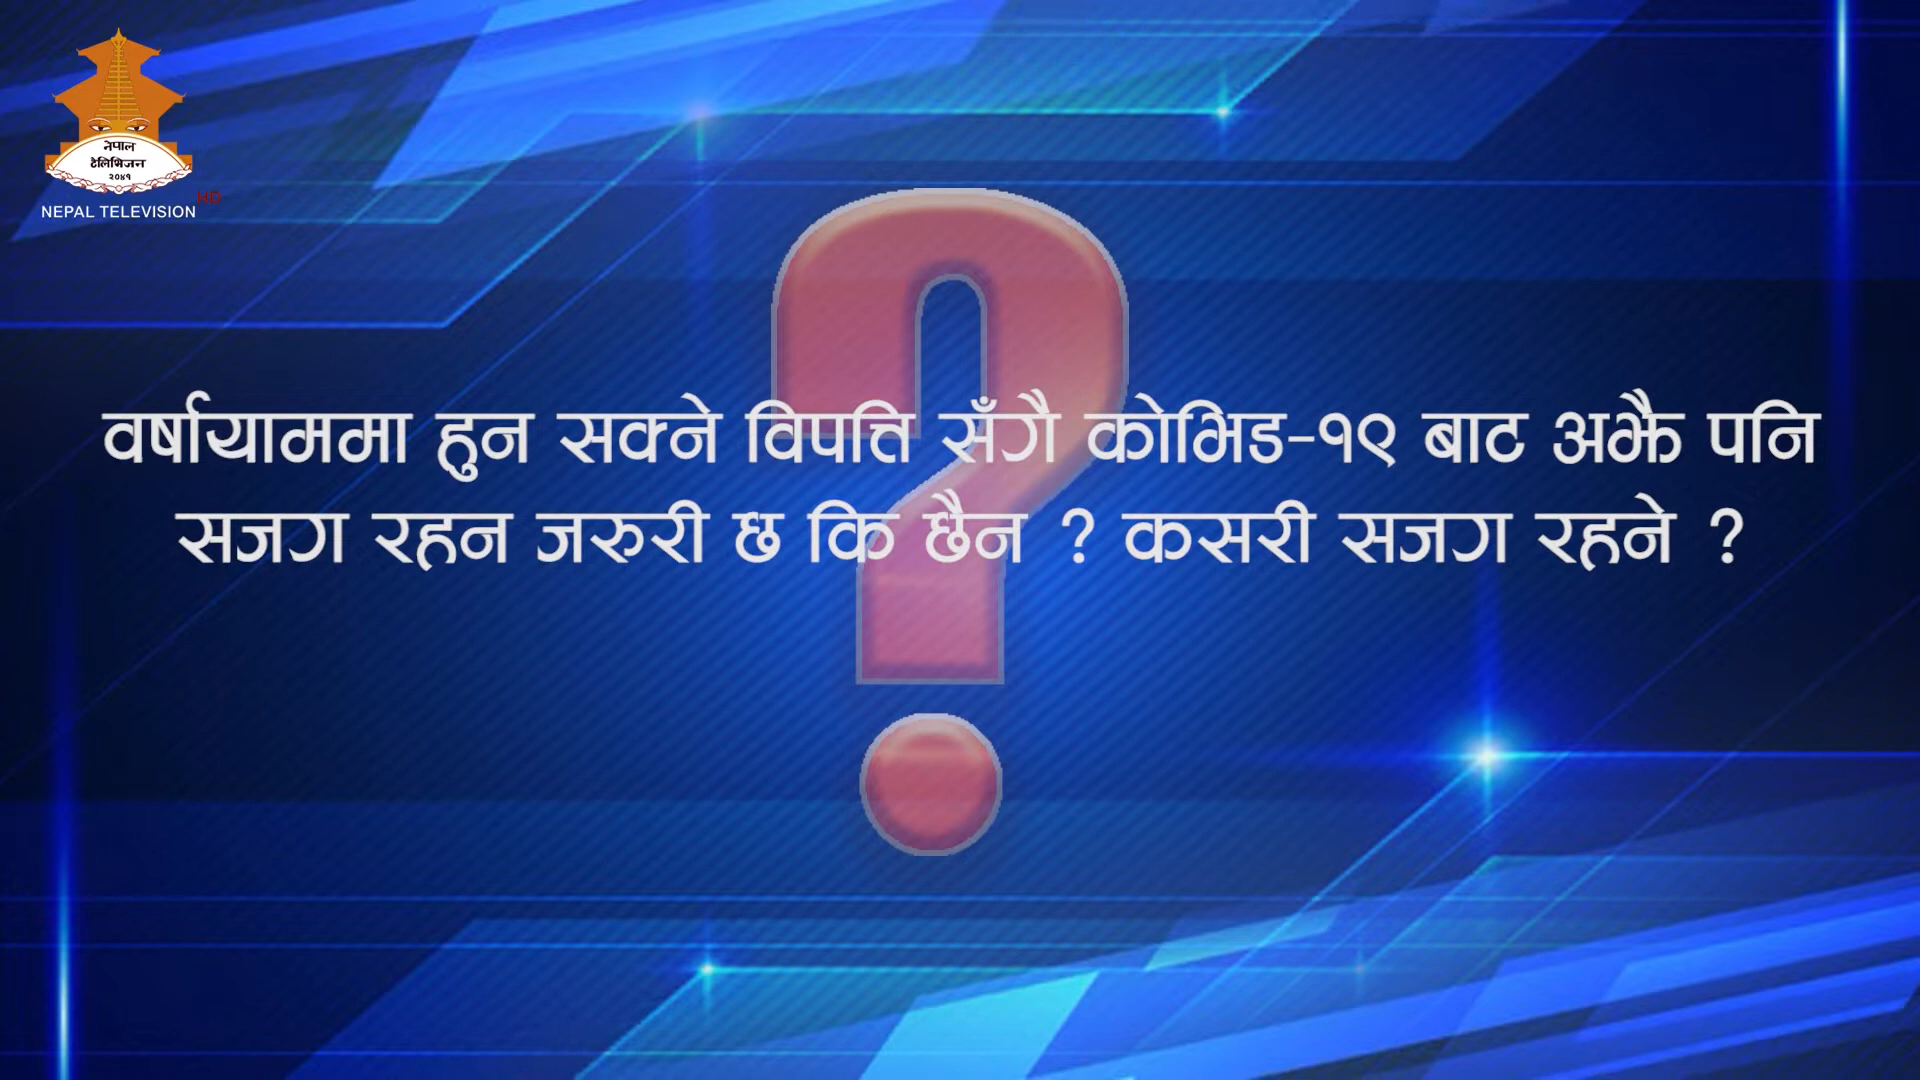 नेपाल
टेलिभिजन
२०४१
NEPAL TELEVISION HD
वर्षायाममा हुन सक्ने विपत्ति सँगै कोभिड-१९ बाट अझै पनि
सजग रहन जरुरी छ कि छैन ? कसरी सजग रहने ?